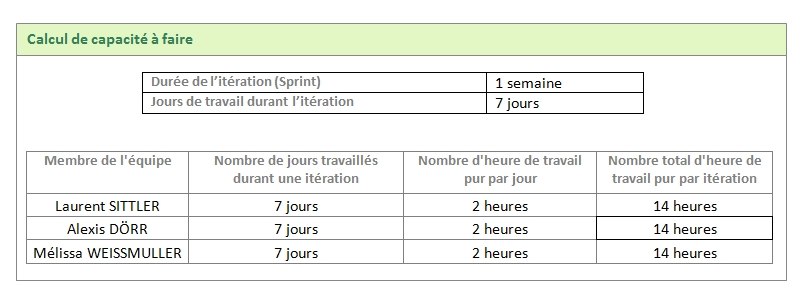 Calcul de capacité à faire
Durée de l'itération (Sprint) 1 semaine
Jours de travail durant l'itération 7 jours
Membre de l'équipe Nombre de jours travaillés Nombre d'heure de travail Nombre total d'heure de
durant une itération pur par jour travail pur par itération
Laurent SITTLER 7 jours 2 heures 14 heures
Alexis DÖRR 7 jours 2 heures 14 heures
Mélissa WEISSMULLER 7 jours 2 heures 14 heures